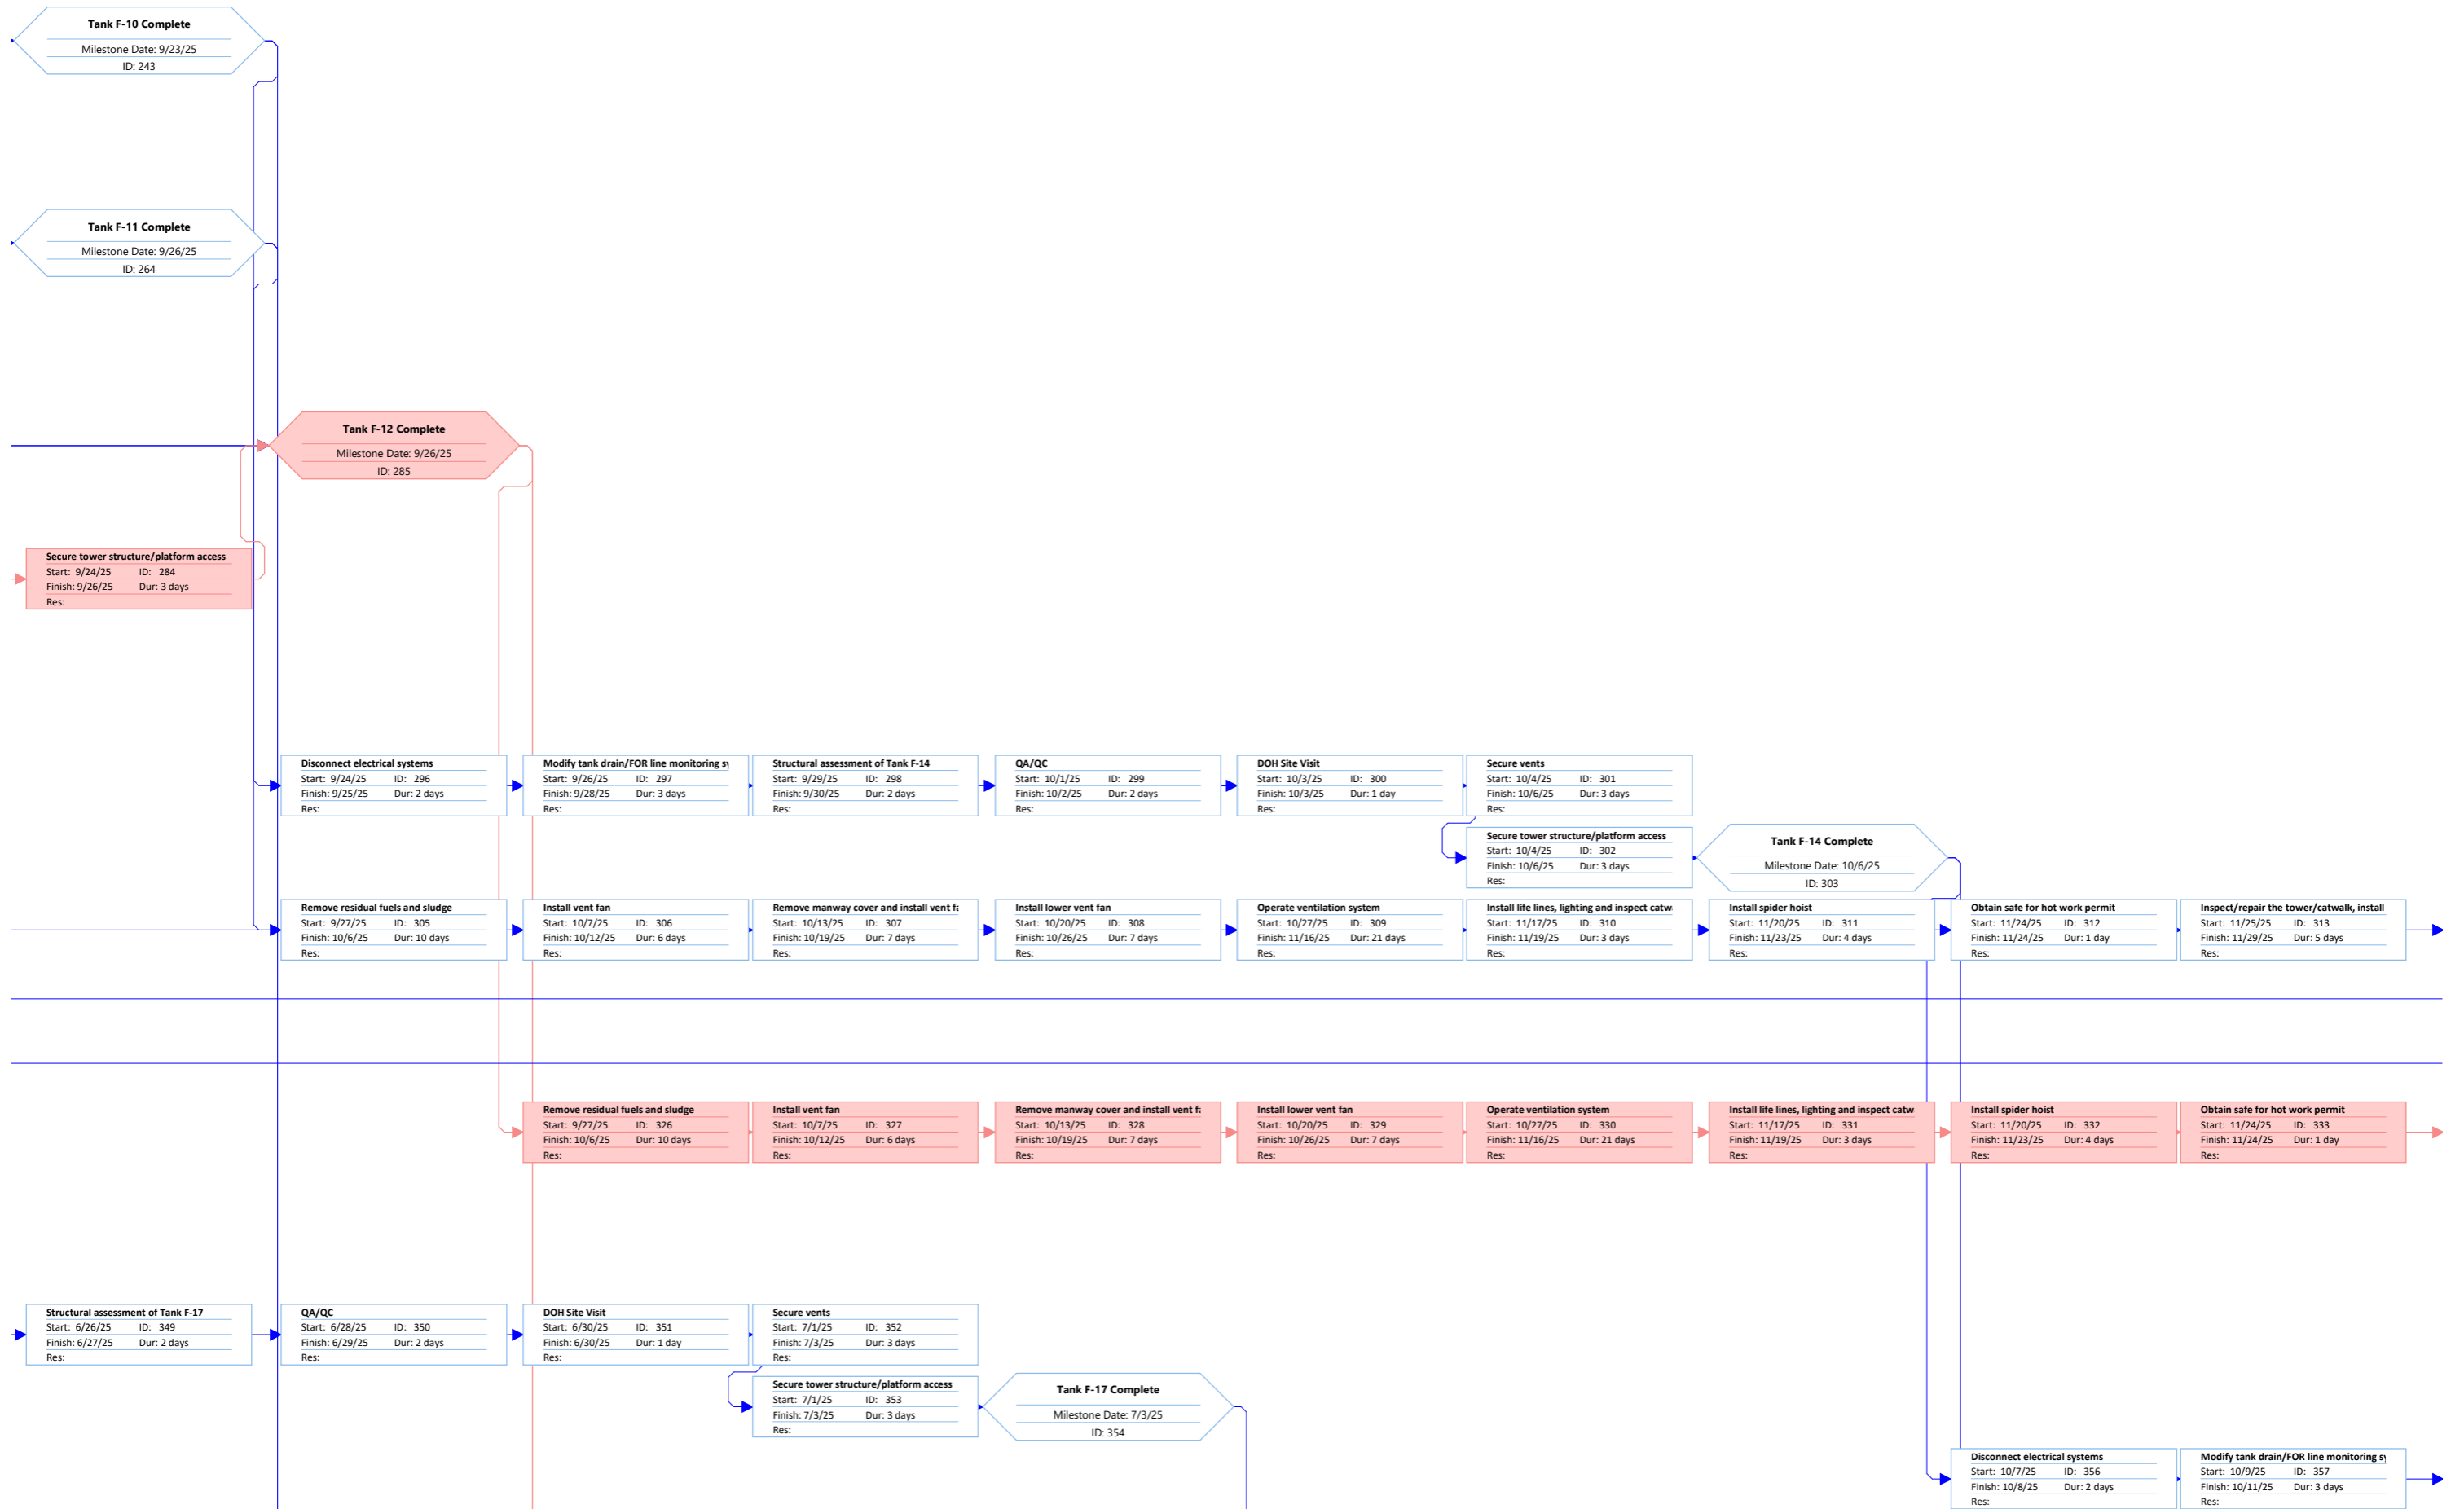 Tank F-10 Complete
Milestone Date: 9/23/25
ID: 243
Tank F-11 Complete
Milestone Date: 9/26/25
ID: 264
Tank F-12 Complete
Milestone Date: 9/26/25
ID: 285
Secure tower structure/platform access
Start: 9/24/25 ID: 284
Finish: 9/26/25 Dur: 3 days
Res:
Disconnect electrical systems
Start: 9/24/25 ID: 296
Finish: 9/25/25 Dur: 2 days
Res:
Modify tank drain/FOR line monitoring sy
Start: 9/26/25 ID: 297
Finish: 9/28/25 Dur: 3 days
Res:
Structural assessment of Tank F-14
Start: 9/29/25 ID: 298
Finish: 9/30/25 Dur: 2 days
Res:
QA/QC
Start: 10/1/25 ID: 299
Finish: 10/2/25 Dur: 2 days
Res:
DOH Site Visit
Start: 10/3/25 ID: 300
Finish: 10/3/25 Dur: 1 day
Res:
Secure vents
Start: 10/4/25 ID: 301
Finish: 10/6/25 Dur: 3 days
Res:
Secure tower structure/platform access
Start: 10/4/25 ID: 302
Finish: 10/6/25 Dur: 3 days
Res:
Tank F-14 Complete
Milestone Date: 10/6/25
ID: 303
Remove residual fuels and sludge
Start: 9/27/25 ID: 305
Finish: 10/6/25 Dur: 10 days
Res:
Install vent fan
Start: 10/7/25 ID: 306
Finish: 10/12/25 Dur: 6 days
Res:
Remove manway cover and install vent fa
Start: 10/13/25 ID: 307
Finish: 10/19/25 Dur: 7 days
Res:
Install lower vent fan
Start: 10/20/25 ID: 308
Finish: 10/26/25 Dur: 7 days
Res:
Operate ventilation system
Start: 10/27/25 ID: 309
Finish: 11/16/25 Dur: 21 days
Res:
Install life lines, lighting and inspect catw
Start: 11/17/25 ID: 310
Finish: 11/19/25 Dur: 3 days
Res:
Install spider hoist
Start: 11/20/25 ID: 311
Finish: 11/23/25 Dur: 4 days
Res:
Obtain safe for hot work permit
Start: 11/24/25 ID: 312
Finish: 11/24/25 Dur: 1 day
Res:
Inspect/repair the tower/catwalk, install
Start: 11/25/25 ID: 313
Finish: 11/29/25 Dur: 5 days
Res:
Remove residual fuels and sludge
Start: 9/27/25 ID: 326
Finish: 10/6/25 Dur: 10 days
Res:
Install vent fan
Start: 10/7/25 ID: 327
Finish: 10/12/25 Dur: 6 days
Res:
Remove manway cover and install vent fa
Start: 10/13/25 ID: 328
Finish: 10/19/25 Dur: 7 days
Res:
Install lower vent fan
Start: 10/20/25 ID: 329
Finish: 10/26/25 Dur: 7 days
Res:
Operate ventilation system
Start: 10/27/25 ID: 330
Finish: 11/16/25 Dur: 21 days
Res:
Install life lines, lighting and inspect catw
Start: 11/17/25 ID: 331
Finish: 11/19/25 Dur: 3 days
Res:
Install spider hoist
Start: 11/20/25 ID: 332
Finish: 11/23/25 Dur: 4 days
Res:
Obtain safe for hot work permit
Start: 11/24/25 ID: 333
Finish: 11/24/25 Dur: 1 day
Res:
Structural assessment of Tank F-17
Start: 6/26/25 ID: 349
Finish: 6/27/25 Dur: 2 days
Res:
QA/QC
Start: 6/28/25 ID: 350
Finish: 6/29/25 Dur: 2 days
Res:
DOH Site Visit
Start: 6/30/25 ID: 351
Finish: 6/30/25 Dur: 1 day
Res:
Secure vents
Start: 7/1/25 ID: 352
Finish: 7/3/25 Dur: 3 days
Res:
Secure tower structure/platform access
Start: 7/1/25 ID: 353
Finish: 7/3/25 Dur: 3 days
Res:
Tank F-17 Complete
Milestone Date: 7/3/25
ID: 354
Disconnect electrical systems
Start: 10/7/25 ID: 356
Finish: 10/8/25 Dur: 2 days
Res:
Modify tank drain/FOR line monitoring sy
Start: 10/9/25 ID: 357
Finish: 10/11/25 Dur: 3 days
Res: